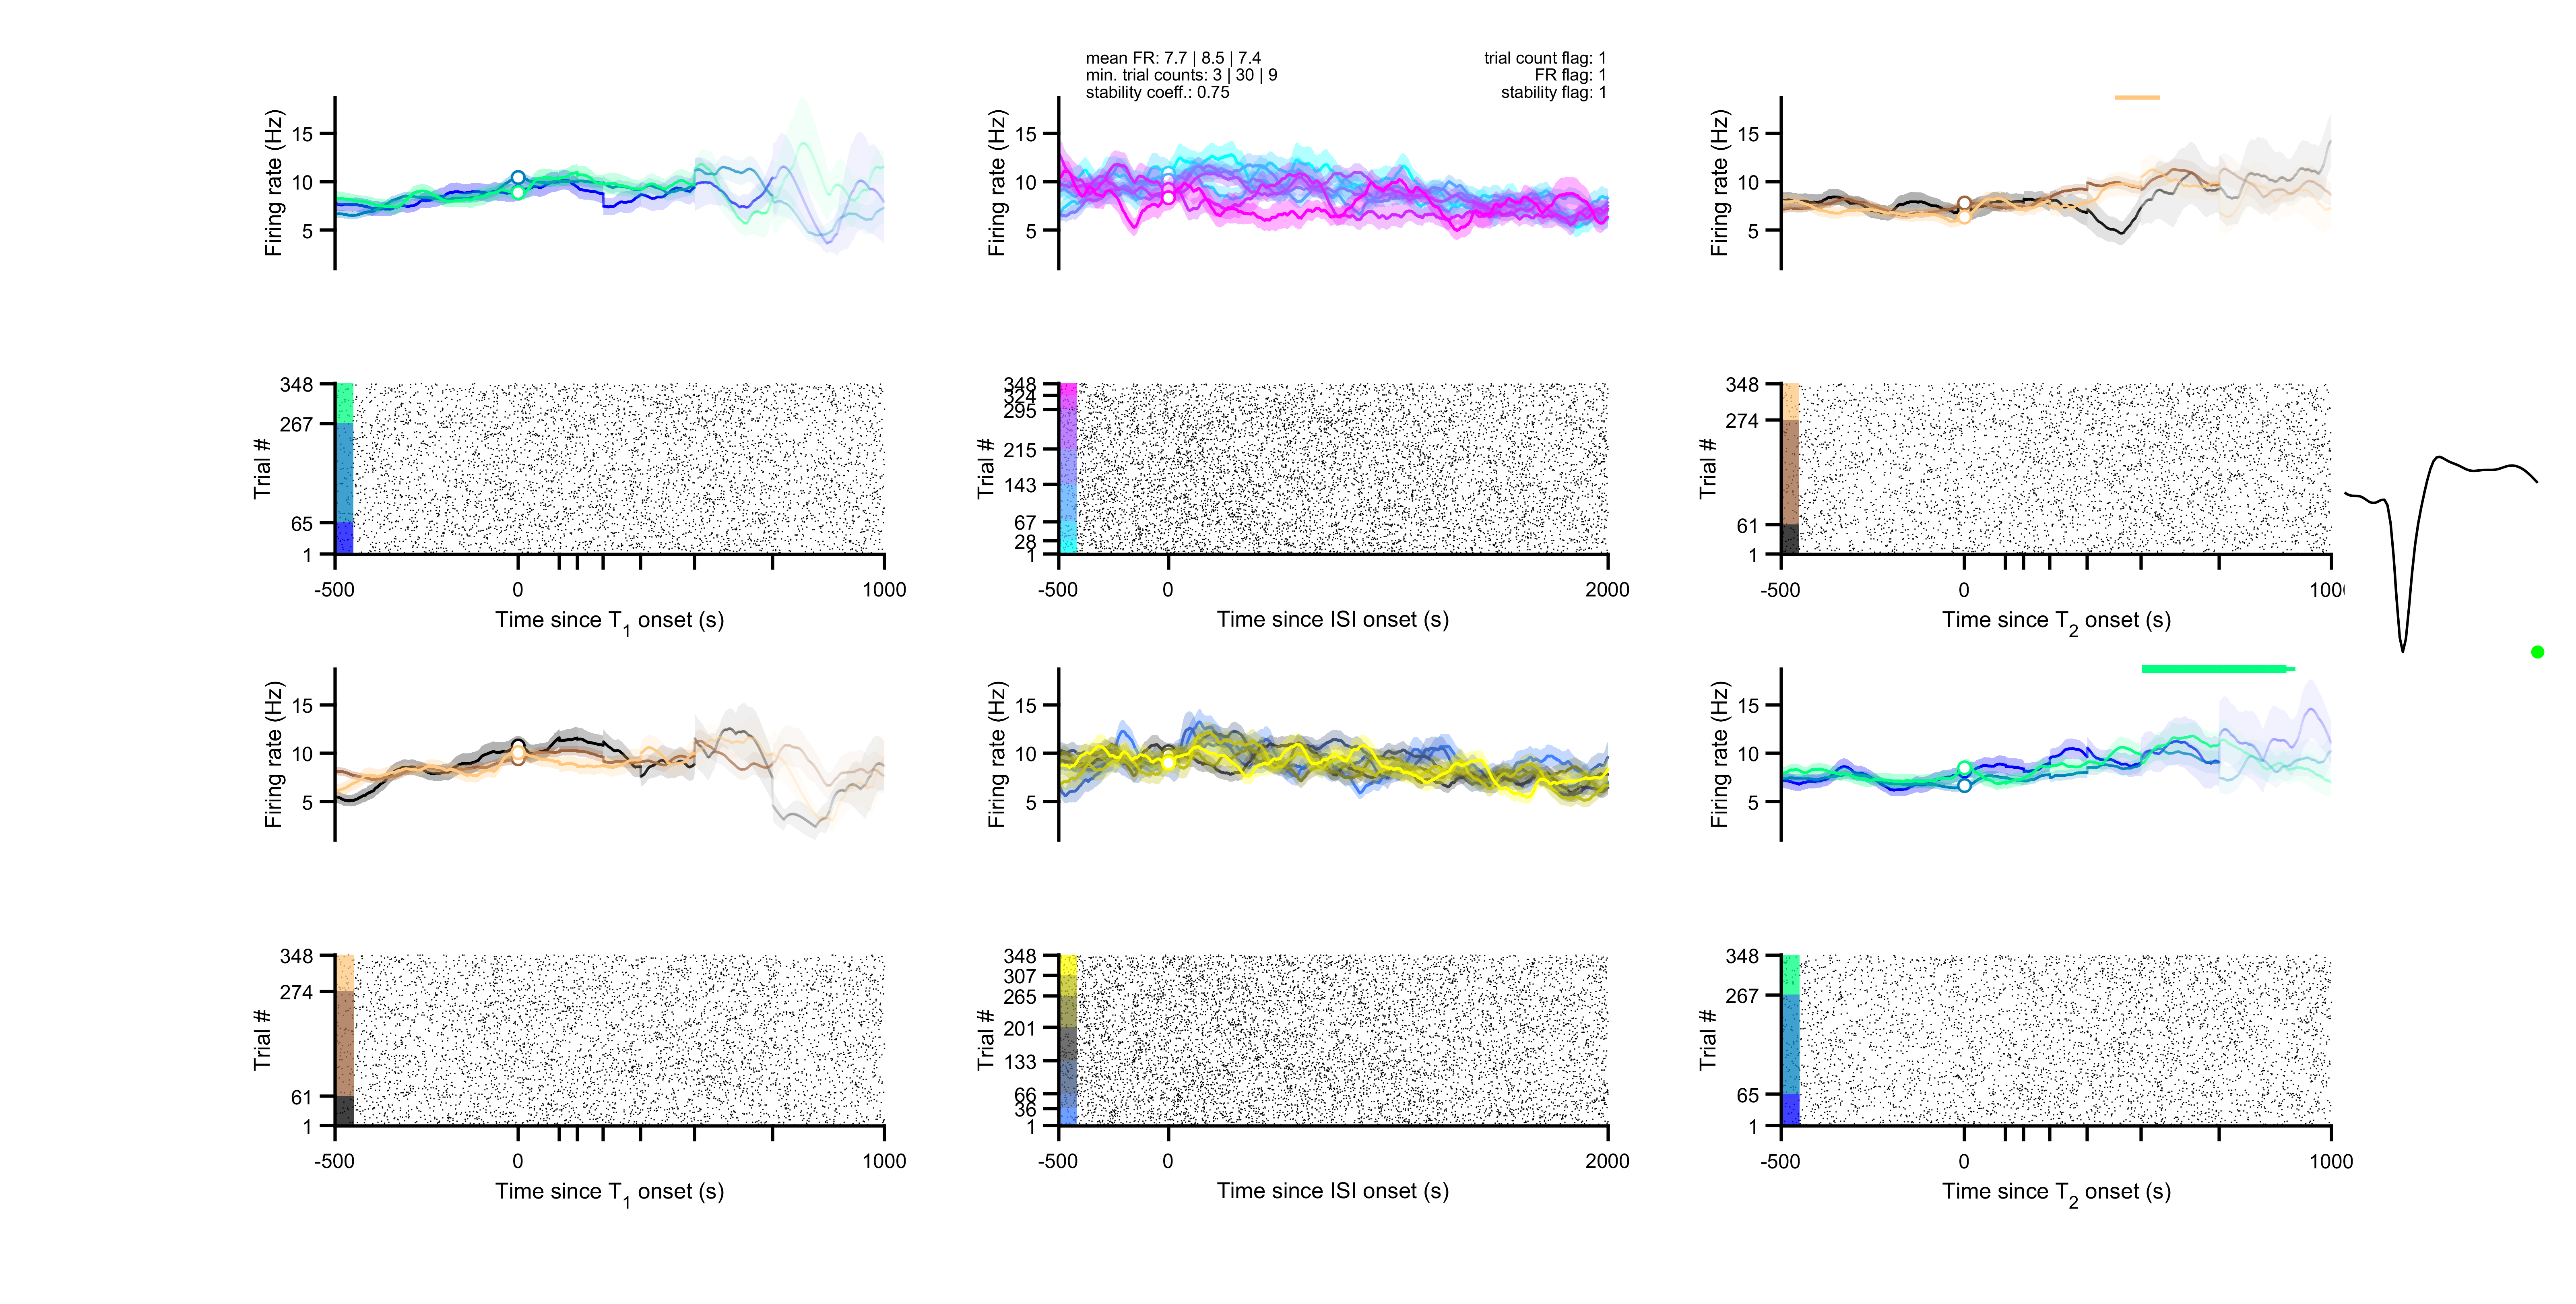 mean FR: 7.7 | 8.5 | 7.4
min. trial counts: 3 | 30 | 9
stability coeff.: 0.75
trial count flag: 1
FR flag: 1
stability flag: 1
Firing rate (Hz)
15
10
5
Firing rate (Hz)
15
10
5
Firing rate (Hz)
15
10
5
Trial #
348
267
65
1
-500
0
1000
Time since T1 onset (s)
Trial #
348
324
295
215
143
67
28
1
-500
0
2000
Time since ISI onset (s)
Trial #
348
274
61
1
-500
0
Time since T2 onset (s)
Firing rate (Hz)
15
10
5
Firing rate (Hz)
15
10
5
Firing rate (Hz)
15
10
5
Trial #
348
274
61
1
-500
0
1000
Time since T1 onset (s)
Trial #
348
307
265
201
133
66
36
1
-500
0
2000
Time since ISI onset (s)
Trial #
348
267
65
1
-500
0
1000
Time since T2 onset (s)